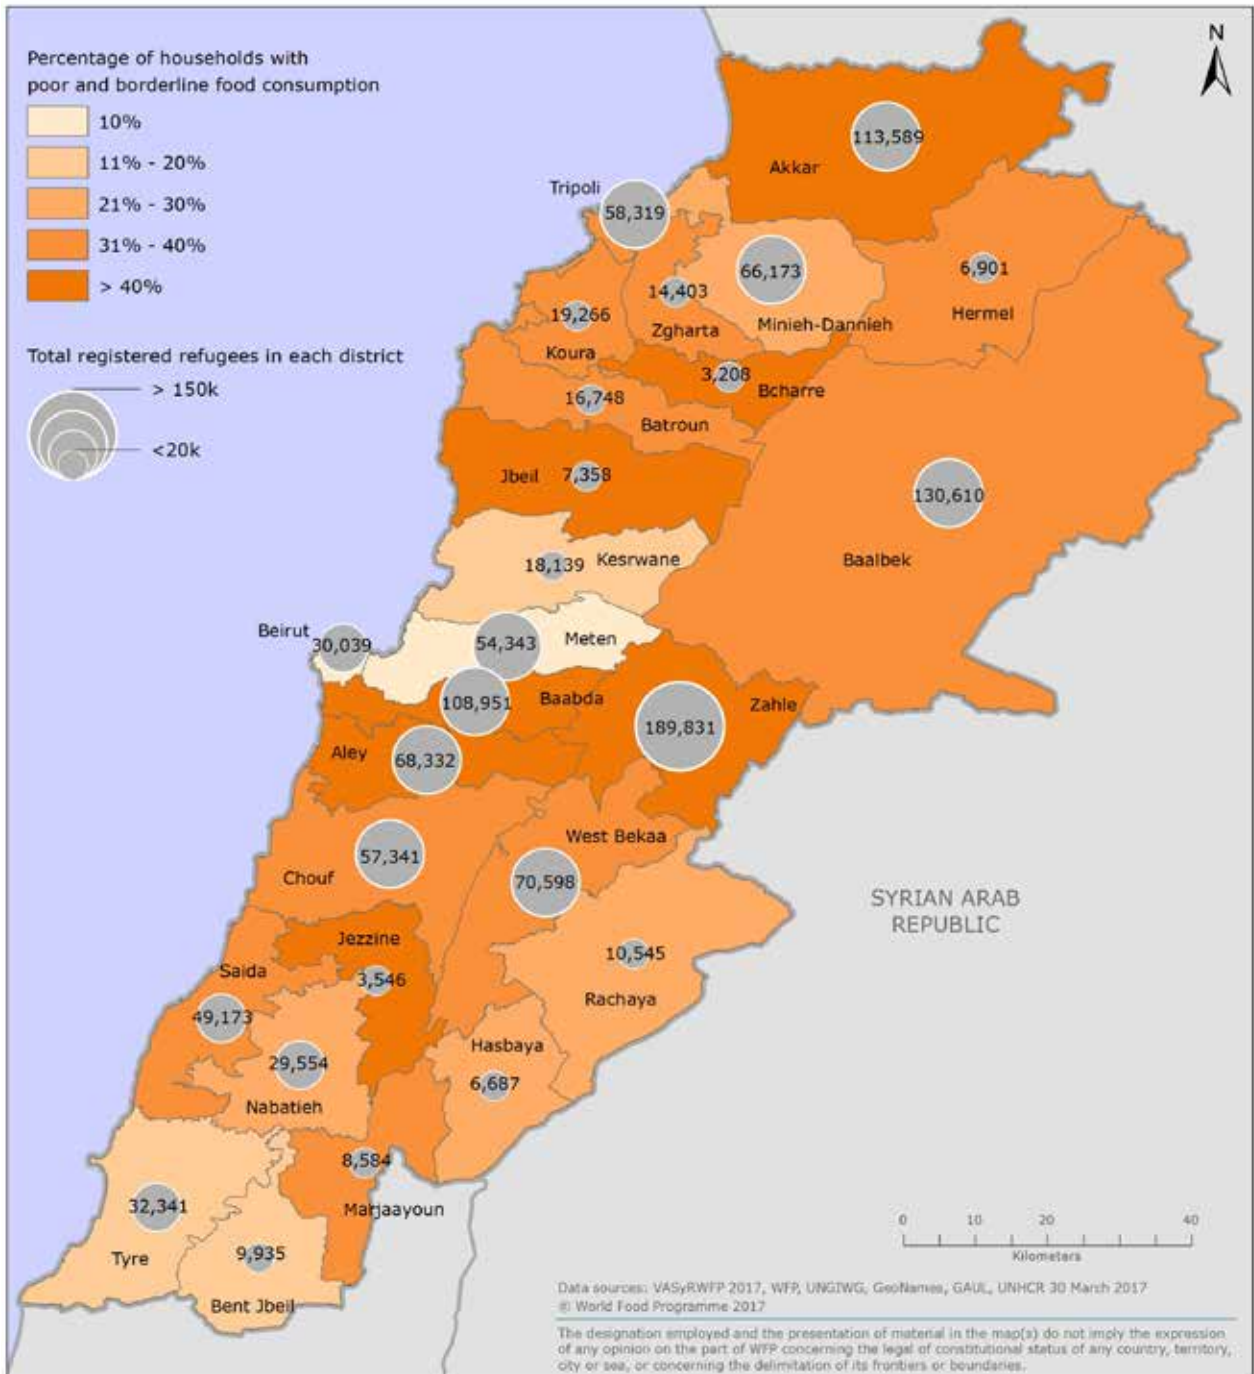 Percentage of households with
poor and borderline food consumption
10%
11% - 20%
21% - 30%
31% - 40%
> 40%
Total registered refugees in each district
> 150k
<20k
N
113,589
Akkar
Tripoli
58,319
66,173
Minieh-Dannieh
14,403
Zgharta
6,901
Hermel
19,266
Koura
3,208
Bcharre
16,748
Batroun
Jbeil
7,358
130,610
Baalbek
18,139
Kesrwane
Beirut
30,039
54,343
Meten
108,951
Baabda
189,831
Zahle
Aley
68,332
West Bekaa
70,598
57,341
Chouf
SYRIAN ARAB
REPUBLIC
Jezzine
3,546
10,545
Rachaya
Saida
49,173
29,554
Nabatieh
Hasbaya
6,687
8,584
Marjaayoun
32,341
Tyre
9,935
Bent Jbeil
0 10 20 40
Kilometers
Data sources: VASyRWFP 2017, WFP, UNGIWG, GeoNames, GAUL, UNHCR 30 March 2017
© World Food Programme 2017
The designation employed and the presentation of material in the map(s) do not imply the expression
of any opinion on the part of WFP concerning the legal of constitutional status of any country, territory,
city or sea, or concerning the delimitation of its frontiers or boundaries.